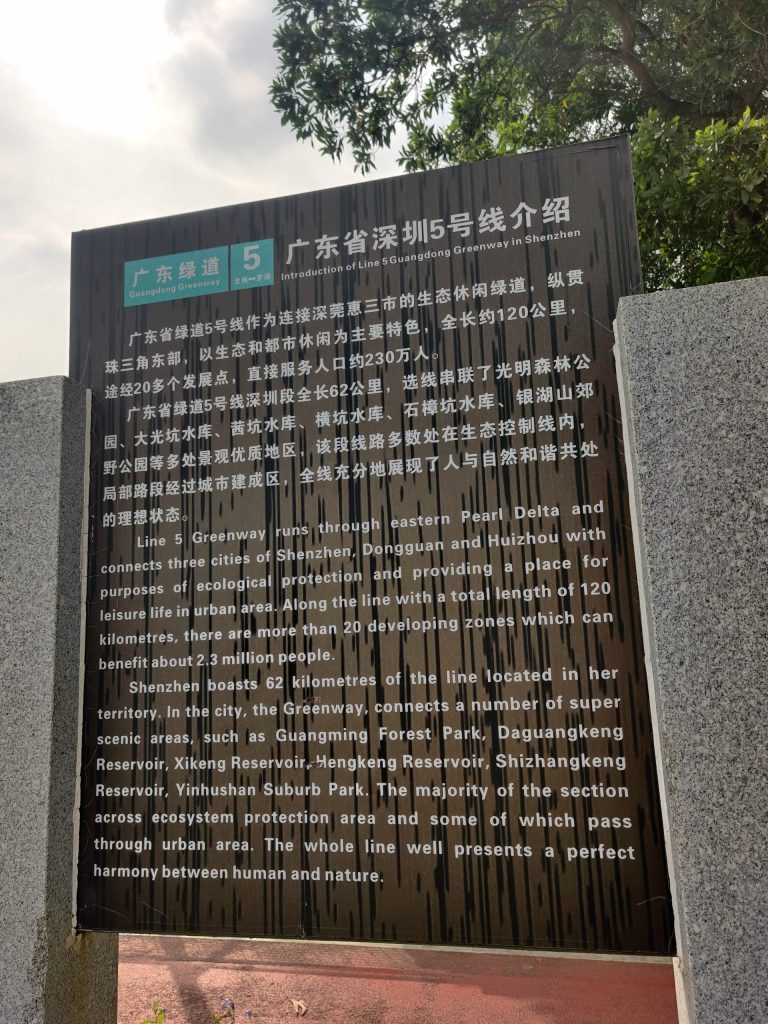 广东绿道
Guangdong Greenway
5
龙岗━罗湖
广东省深圳5号线介绍
Introduction of Line 5 Guangdong Greenway in Shenzhen
广东省绿道5号线作为连接深莞惠三市的生态休闲绿道，纵贯
珠三角东部，以生态和都市休闲为主要特色，全长约120公里，
途经20多个发展点，直接服务人口约230万人。
广东省绿道5号线深圳段全长62公里，选线串联了光明森林公
园、大光坑水库、茜坑水库、横坑水库、石樟坑水库、银湖山郊
野公园等多处景观优质地区，该段线路多数处在生态控制线内，
局部路段经过城市建成区，全线充分地展现了人与自然和谐共处
的理想状态。
Line 5 Greenway runs through eastern Pearl Delta and
connects three cities of Shenzhen, Dongguan and Huizhou with
purposes of ecological protection and providing a place for
leisure life in urban area. Along the line with a total length of 120
kilometres, there are more than 20 developing zones which can
benefit about 2.3 million people.
Shenzhen boasts 62 kilometres of the line located in her
territory. In the city, the Greenway, connects a number of super
scenic areas, such as Guangming Forest Park, Daguangkeng
Reservoir, Xikeng Reservoir, Hengkeng Reservoir, Shizhangkeng
Reservoir, Yinhushan Suburb Park. The majority of the section
across ecosystem protection area and some of which pass
through urban area. The whole line well presents a perfect
harmony between human and nature.